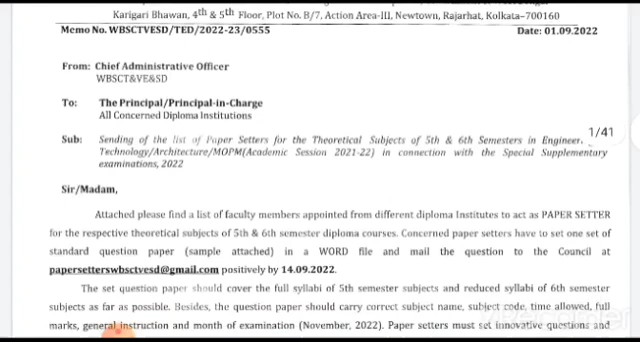 Karigari Bhawan, 4th & 5th Floor, Plot No. B/7, Action Area-III, Newtown, Rajarhat, Kolkata-700160
Memo No. WBSCTVESD/TED/2022-23/0555 Date: 01.09.2022
From: Chief Administrative Officer
WBSCT&VE&SD
To: The Principal/Principal-in-Charge
All Concerned Diploma Institutions
1/41
Sub: Sending of the list of Paper Setters for the Theoretical Subjects of 5th & 6th Semesters in Engineer.
Technology/Architecture/MOPM(Academic Session 2021-22) in connection with the Special Supplementary
examinations, 2022
Sir/Madam,
Attached please find a list of faculty members appointed from different diploma Institutes to act as PAPER SETTER
for the respective theoretical subjects of 5th & 6th semester diploma courses. Concerned paper setters have to set one set of
standard question paper (sample attached) in a WORD file and mail the question to the Council at
papersetterswbsctvesd@gmail.com positively by 14.09.2022.
The set question paper should cover the full syllabi of 5th semester subjects and reduced syllabi of 6th semester
subjects as far as possible. Besides, the question paper should carry correct subject name, subject code, time allowed, full
marks, general instruction and month of examination (November, 2022). Paper setters must set innovative questions and